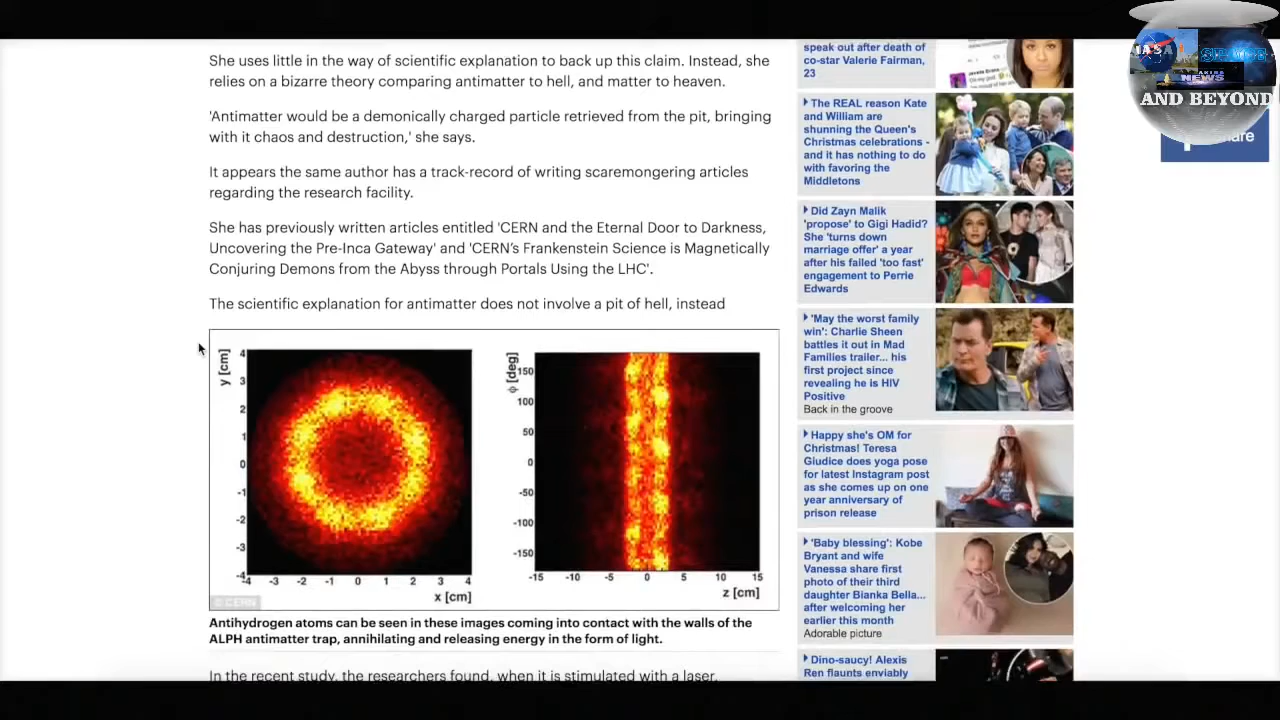 She uses little in the way of scientific explanation to back up this claim. Instead, she
relies on a bizarre theory comparing antimatter to hell, and matter to heaven.
'Antimatter would be a demonically charged particle retrieved from the pit, bringing
with it chaos and destruction,' she says.
It appears the same author has a track-record of writing scaremongering articles
regarding the research facility.
She has previously written articles entitled 'CERN and the Eternal Door to Darkness,
Uncovering the Pre-Inca Gateway' and 'CERN's Frankenstein Science is Magnetically
Conjuring Demons from the Abyss through Portals Using the LHC'.
The scientific explanation for antimatter does not involve a pit of hell, instead
y [cm]
4
3
2
1
0
-1
-2
-3
-4
-4 -3 -2 -1 0 1 2 3 4
x [cm]
© CERN
ϕ [deg]
150
100
50
0
-50
-100
-150
-15 -10 -5 0 5 10 15
z [cm]
Antihydrogen atoms can be seen in these images coming into contact with the walls of the
ALPH antimatter trap, annihilating and releasing energy in the form of light.
In the recent study, the researchers found, when it is stimulated with a laser,
speak out after death of
co-star Valerie Fairman,
23
The REAL reason Kate
and William are
shunning the Queen's
Christmas celebrations -
and it has nothing to do
with favoring the
Middletons
Did Zayn Malik
'propose' to Gigi Hadid?
She 'turns down
marriage offer' a year
after his failed 'too fast'
engagement to Perrie
Edwards
'May the worst family
win': Charlie Sheen
battles it out in Mad
Families trailer... his
first project since
revealing he is HIV
Positive
Back in the groove
Happy she's OM for
Christmas! Teresa
Giudice does yoga pose
for latest Instagram post
as she comes up on one
year anniversary of
prison release
'Baby blessing': Kobe
Bryant and wife
Vanessa share first
photo of their third
daughter Bianka Bella...
after welcoming her
earlier this month
Adorable picture
Dino-saucy! Alexis
Ren flaunts enviably
NASA
SPACE
NEWS
AND BEYOND